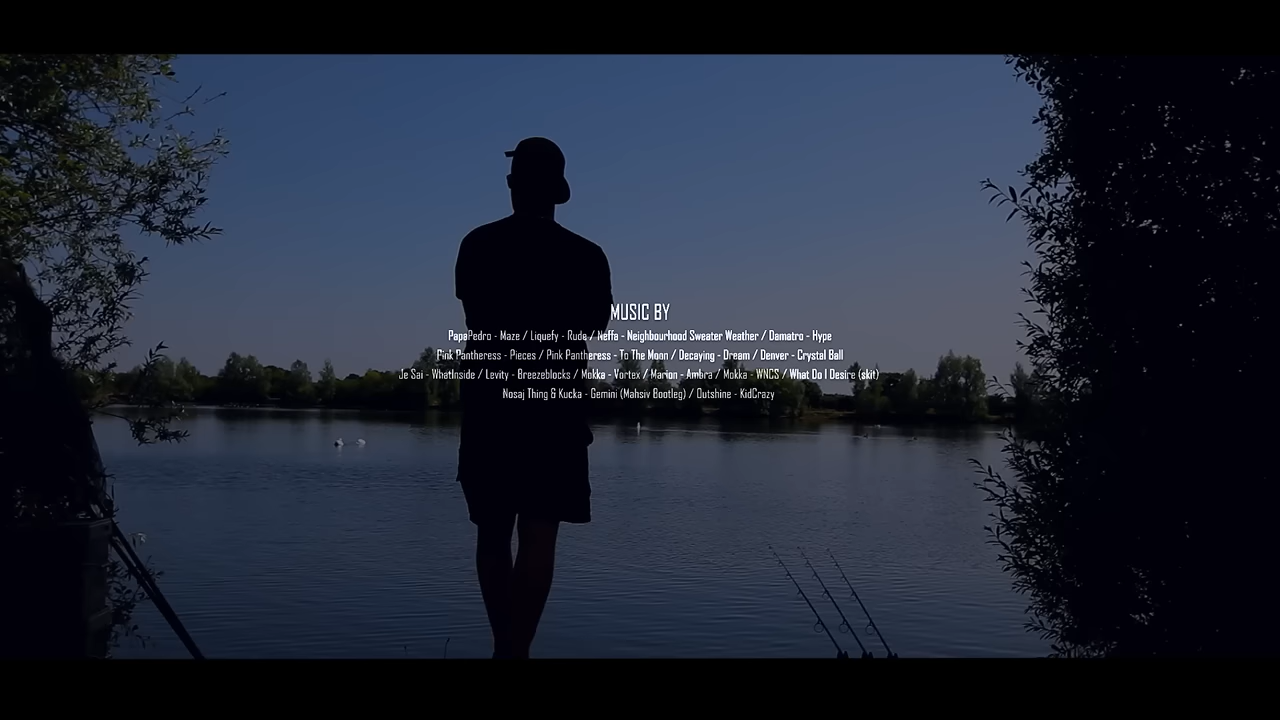 MUSIC BY
PapaPedro - Maze / Liquefy - Rude / Neffa - Neighbourhood Sweater Weather / Damatro - Hype
Pink Pantheress - Pieces / Pink Pantheress - To The Moon / Decaying - Dream / Denver - Crystal Ball
Je Sai - WhatInside / Levity - Breezeblocks / Mokka - Vortex / Marion - Ambra / Mokka - WNCS / What Do I Desire (skit)
Nosaj Thing & Kucka - Gemini (Mahsiv Bootleg) / Outshine - KidCrazy